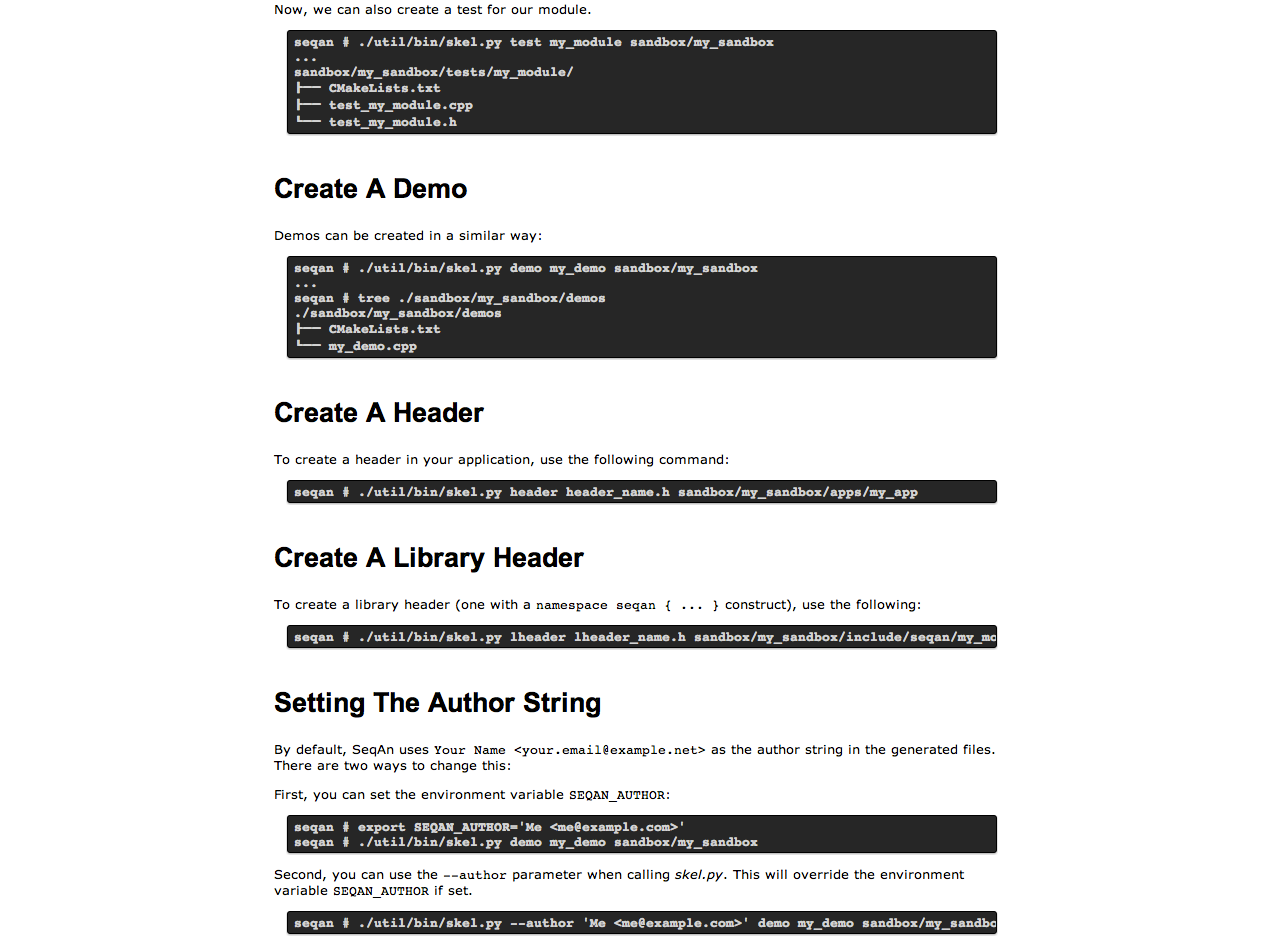 Now, we can also create a test for our module.
seqan # ./util/bin/skel.py test my_module sandbox/my_sandbox
...
sandbox/my_sandbox/tests/my_module/
├── CMakeLists.txt
├── test_my_module.cpp
└── test_my_module.h
Create A Demo
Demos can be created in a similar way:
seqan # ./util/bin/skel.py demo my_demo sandbox/my_sandbox
...
seqan # tree ./sandbox/my_sandbox/demos
./sandbox/my_sandbox/demos
├── CMakeLists.txt
└── my_demo.cpp
Create A Header
To create a header in your application, use the following command:
seqan # ./util/bin/skel.py header header_name.h sandbox/my_sandbox/apps/my_app
Create A Library Header
To create a library header (one with a namespace seqan { ... } construct), use the following:
seqan # ./util/bin/skel.py lheader lheader_name.h sandbox/my_sandbox/include/seqan/my_mo
Setting The Author String
By default, SeqAn uses Your Name <your.email@example.net> as the author string in the generated files.
There are two ways to change this:
First, you can set the environment variable SEQAN_AUTHOR:
seqan # export SEQAN_AUTHOR='Me <me@example.com>'
seqan # ./util/bin/skel.py demo my_demo sandbox/my_sandbox
Second, you can use the --author parameter when calling skel.py. This will override the environment
variable SEQAN_AUTHOR if set.
seqan # ./util/bin/skel.py --author 'Me <me@example.com>' demo my_demo sandbox/my_sandbo